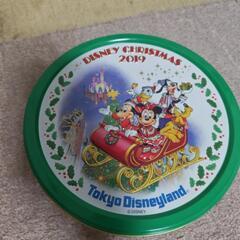 DISNEY CHRISTMAS
2019
Tokyo Disneyland
© DISNEY